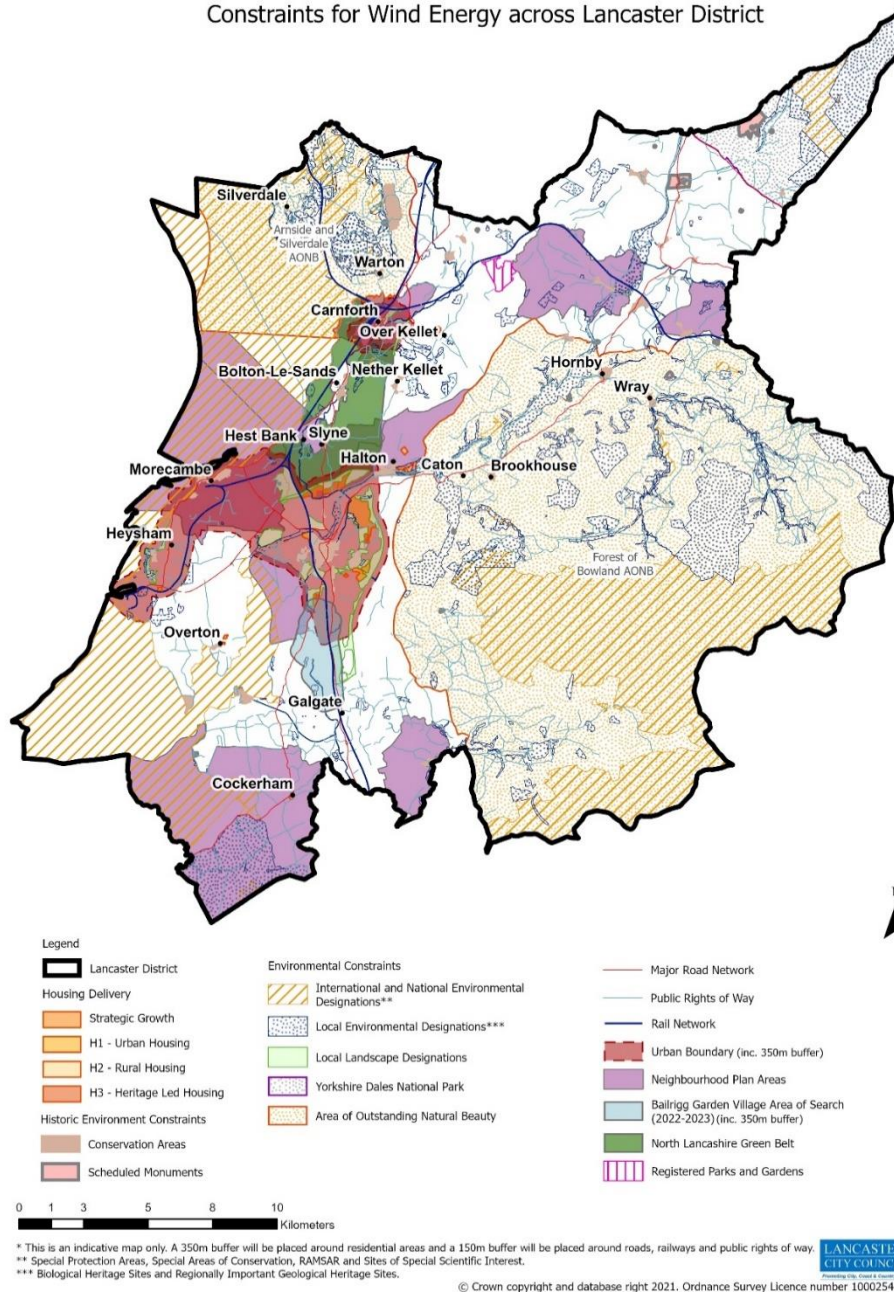 Constraints for Wind Energy across Lancaster District
Silverdale
Arnside and
Silverdale
AONB
Warton
Carnforth
Over Kellet
Bolton-Le-Sands
Nether Kellet
Hornby
Wray
Hest Bank
Slyne
Halton
Caton
Brookhouse
Morecambe
Heysham
Forest of
Bowland AONB
Overton
Galgate
Cockerham
Legend
Lancaster District
Housing Delivery
Strategic Growth
H1 - Urban Housing
H2 - Rural Housing
H3 - Heritage Led Housing
Historic Environment Constraints
Conservation Areas
Scheduled Monuments
Environmental Constraints
International and National Environmental
Designations**
Local Environmental Designations***
Local Landscape Designations
Yorkshire Dales National Park
Area of Outstanding Natural Beauty
Major Road Network
Public Rights of Way
Rail Network
Urban Boundary (inc. 350m buffer)
Neighbourhood Plan Areas
Bailrigg Garden Village Area of Search
(2022-2023)(inc. 350m buffer)
North Lancashire Green Belt
Registered Parks and Gardens
0 1 3 5 8 10
Kilometers
* This is an indicative map only. A 350m buffer will be placed around residential areas and a 150m buffer will be placed around roads, railways and public rights of way.
** Special Protection Areas, Special Areas of Conservation, RAMSAR and Sites of Special Scientific Interest.
*** Biological Heritage Sites and Regionally Important Geological Heritage Sites.
LANCASTE
CITY COUNC
© Crown copyright and database right 2021. Ordnance Survey Licence number 1000254